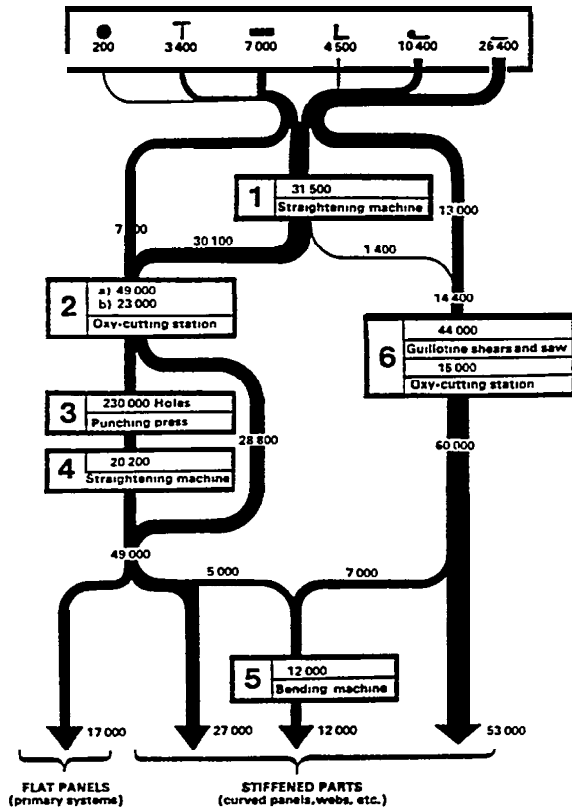 200
3 400
7 000
4 500
10 400
26 400
1
31 500
Straightening machine
13 000
30 100
1 400
14 400
2
a) 49 000
b) 23 000
Oxy-cutting station
6
44 000
Guillotine shears and saw
Oxy-cutting station
3
230 000 Holes
Punching press
28 800
60 000
4
20 200
Straightening machine
49 000
5 000
7 000
5
12 000
Bending machine
17 000
27 000
12 000
53 000
FLAT PANELS
(primary systems)
STIFFENED PARTS
(curved panels, webs, etc.)